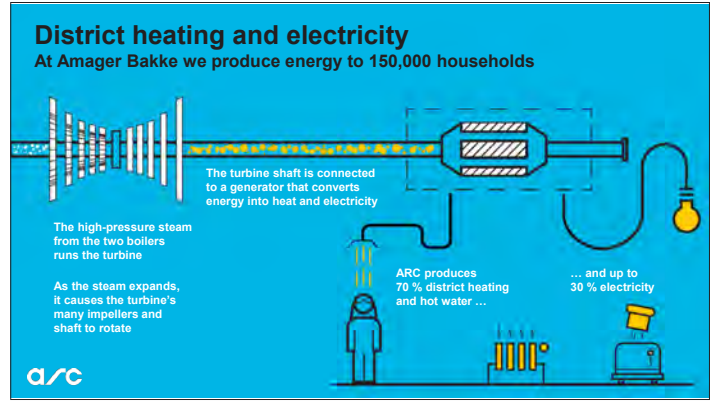 District heating and electricity
At Amager Bakke we produce energy to 150,000 households
The turbine shaft is connected
to a generator that converts
energy into heat and electricity
The high-pressure steam
from the two boilers
runs the turbine
As the steam expands,
it causes the turbine's
many impellers and
shaft to rotate
ARC produces
70 % district heating
and hot water ...
... and up to
30 % electricity
arc